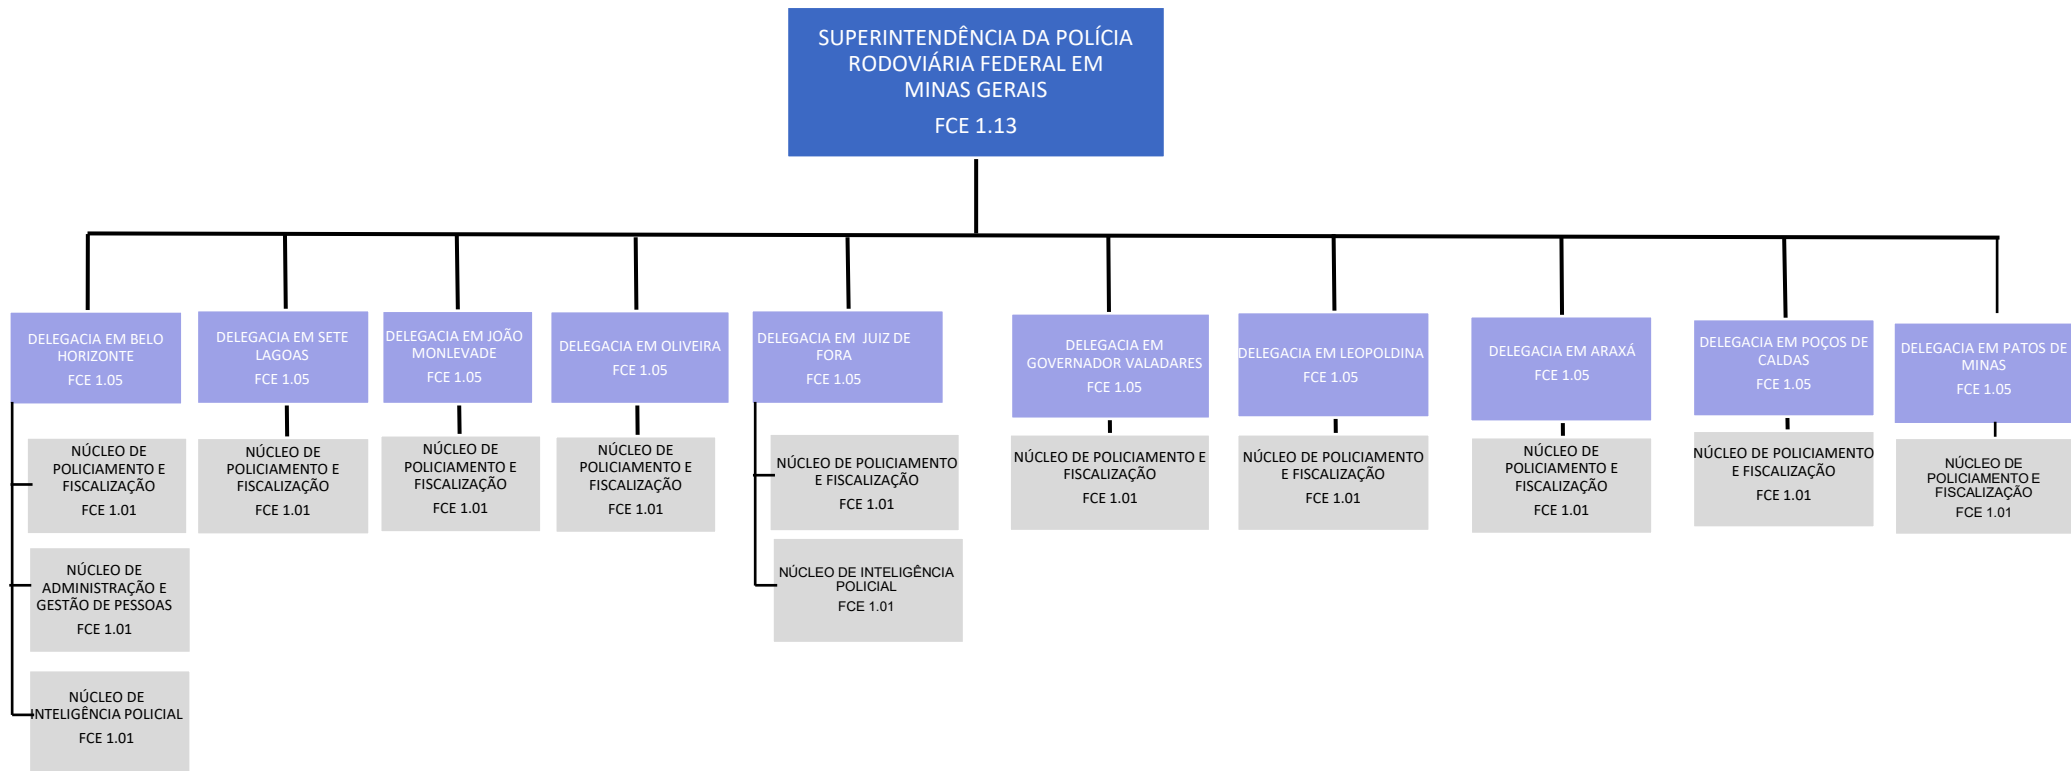 SUPERINTENDÊNCIA DA POLÍCIA
RODOVIÁRIA FEDERAL EM
MINAS GERAIS
FCE 1.13
DELEGACIA EM BELO
HORIZONTE
FCE 1.05
DELEGACIA EM SETE
LAGOAS
FCE 1.05
DELEGACIA EM JOÃO
MONLEVADE
FCE 1.05
DELEGACIA EM OLIVEIRA
FCE 1.05
DELEGACIA EM JUIZ DE
FORA
FCE 1.05
DELEGACIA EM
GOVERNADOR VALADARES
FCE 1.05
DELEGACIA EM LEOPOLDINA
FCE 1.05
DELEGACIA EM ARAXÁ
FCE 1.05
DELEGACIA EM POÇOS DE
CALDAS
FCE 1.05
DELEGACIA EM PATOS DE
MINAS
FCE 1.05
NÚCLEO DE
POLICIAMENTO E
FISCALIZAÇÃO
FCE 1.01
NÚCLEO DE
POLICIAMENTO E
FISCALIZAÇÃO
FCE 1.01
NÚCLEO DE
POLICIAMENTO E
FISCALIZAÇÃO
FCE 1.01
NÚCLEO DE
POLICIAMENTO E
FISCALIZAÇÃO
FCE 1.01
NÚCLEO DE POLICIAMENTO
E FISCALIZAÇÃO
FCE 1.01
NÚCLEO DE POLICIAMENTO E
FISCALIZAÇÃO
FCE 1.01
NÚCLEO DE POLICIAMENTO
E FISCALIZAÇÃO
FCE 1.01
NÚCLEO DE
POLICIAMENTO E
FISCALIZAÇÃO
FCE 1.01
NÚCLEO DE POLICIAMENTO
E FISCALIZAÇÃO
FCE 1.01
NÚCLEO DE
POLICIAMENTO E
FISCALIZAÇÃO
FCE 1.01
NÚCLEO DE
ADMINISTRAÇÃO E
GESTÃO DE PESSOAS
FCE 1.01
NÚCLEO DE INTELIGÊNCIA
POLICIAL
FCE 1.01
NÚCLEO DE
INTELIGÊNCIA POLICIAL
FCE 1.01